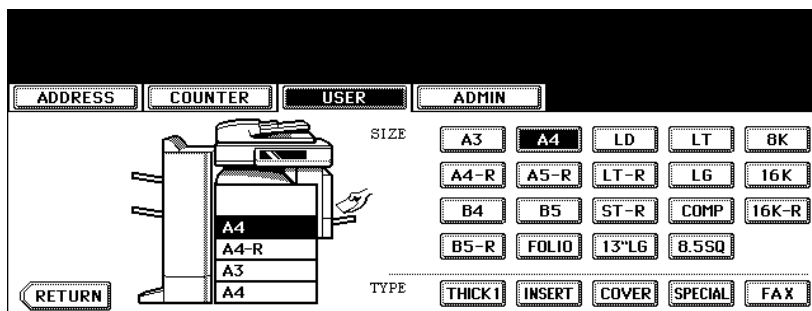 ADDRESS COUNTER USER ADMIN
SIZE A3 A4 LD LT 8K
A4-R A5-R LT-R LG 16K
B4 B5 ST-R COMP 16K-R
B5-R FOLIO 13"LG 8.5SQ
A4
A4-R
A3
A4
TYPE THICK1 INSERT COVER SPECIAL FAX
RETURN